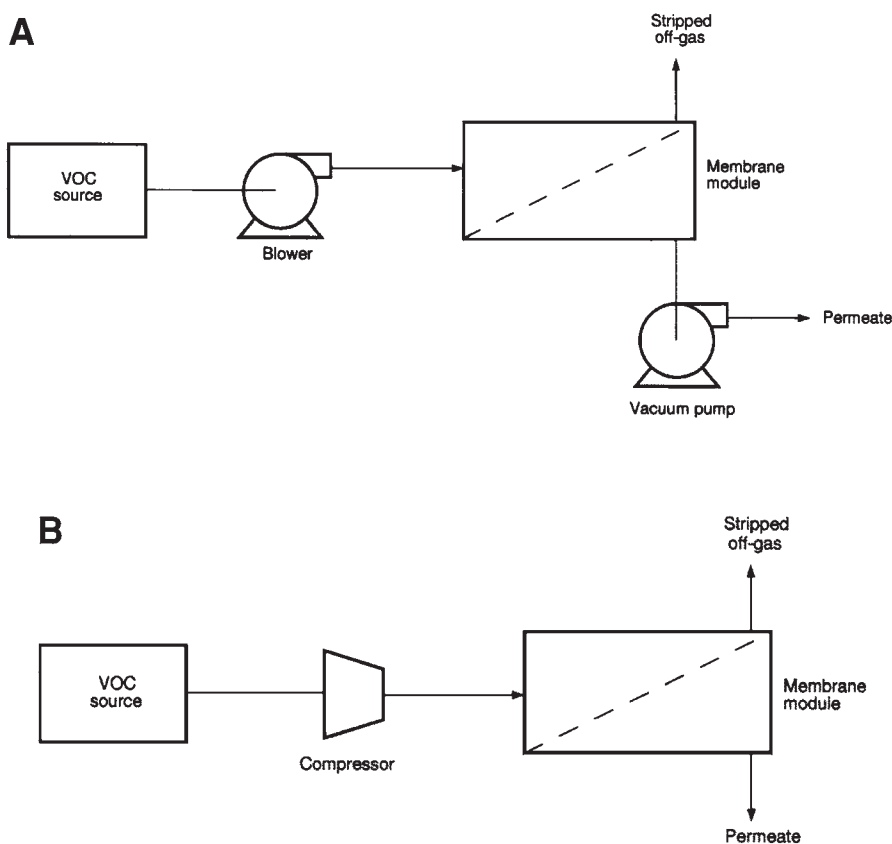 A
Stripped
off-gas
VOC
source
Membrane
module
Blower
Permeate
Vacuum pump
B
Stripped
off-gas
VOC
source
Membrane
module
Compressor
Permeate